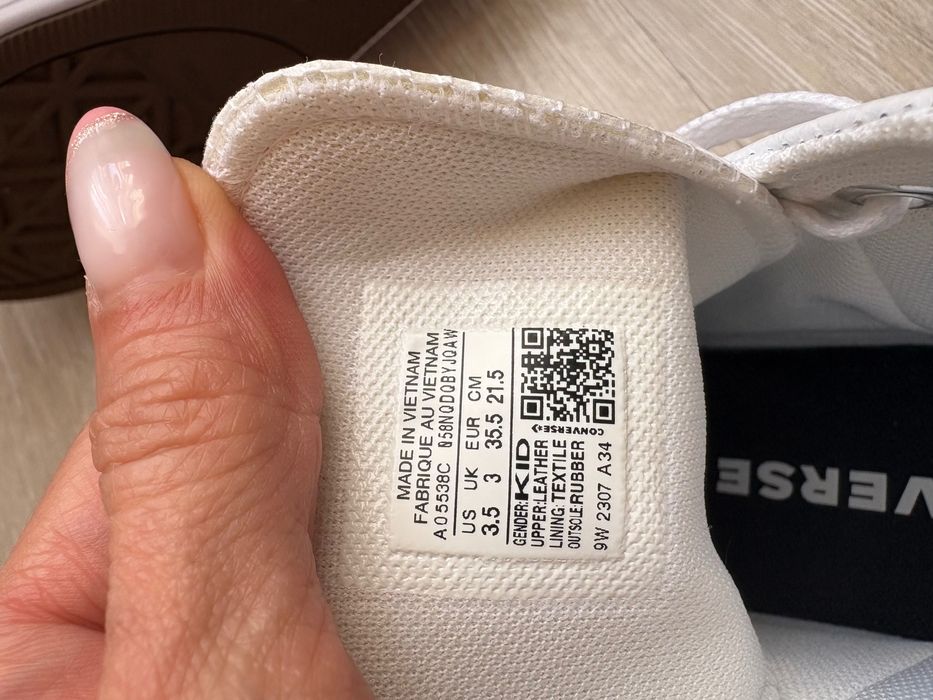 MADE IN VIETNAM
FABRIQUE AU VIETNAM
A05538C N58NQDQBYJQAW
US UK EUR CM
3.5 3 35.5 21.5
GENDER:KID
UPPER:LEATHER
LINING:TEXTILE
OUTSOLE:RUBBER
9W 2307 A34
CONVERSE
VERSE